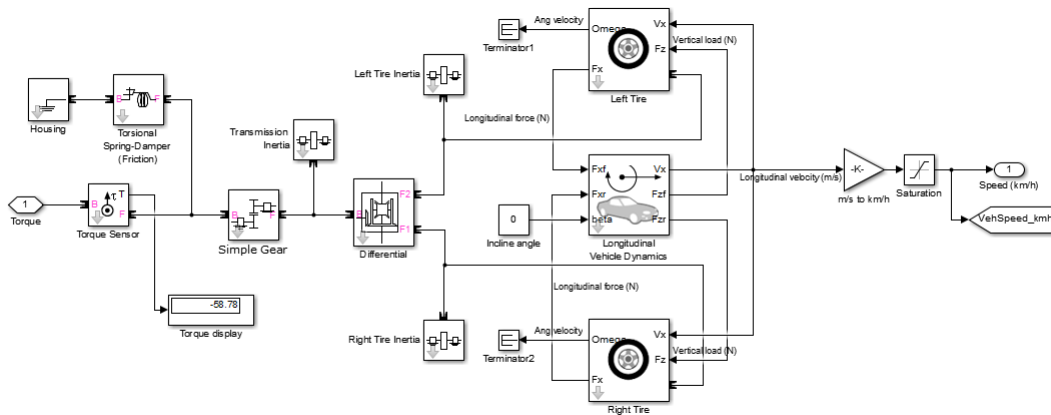 Ang velocity
Omega
Vx
Terminator1
Vertical load (N)
Fz
Fx
Left Tire Inertia
Left Tire
Housing
B
F
Torsional
Spring-Damper
(Friction)
Longitudinal force (N)
Transmission
Inertia
Fxf
Vx
-K-
1
Longitudinal velocity (m/s)
Speed (km/h)
1
B
τ
T
F
F2
Fxr
Fzf
m/s to km/h
Saturation
Torque
Torque Sensor
B
F
B
0
beta
Fzr
VehSpeed_kmh
F1
Simple Gear
Differential
Incline angle
Longitudinal
Vehicle Dynamics
-58.78
Longitudinal force (N)
Torque display
Right Tire Inertia
Ang velocity
Omega
Vx
Terminator2
Vertical load (N)
Fz
Fx
Right Tire